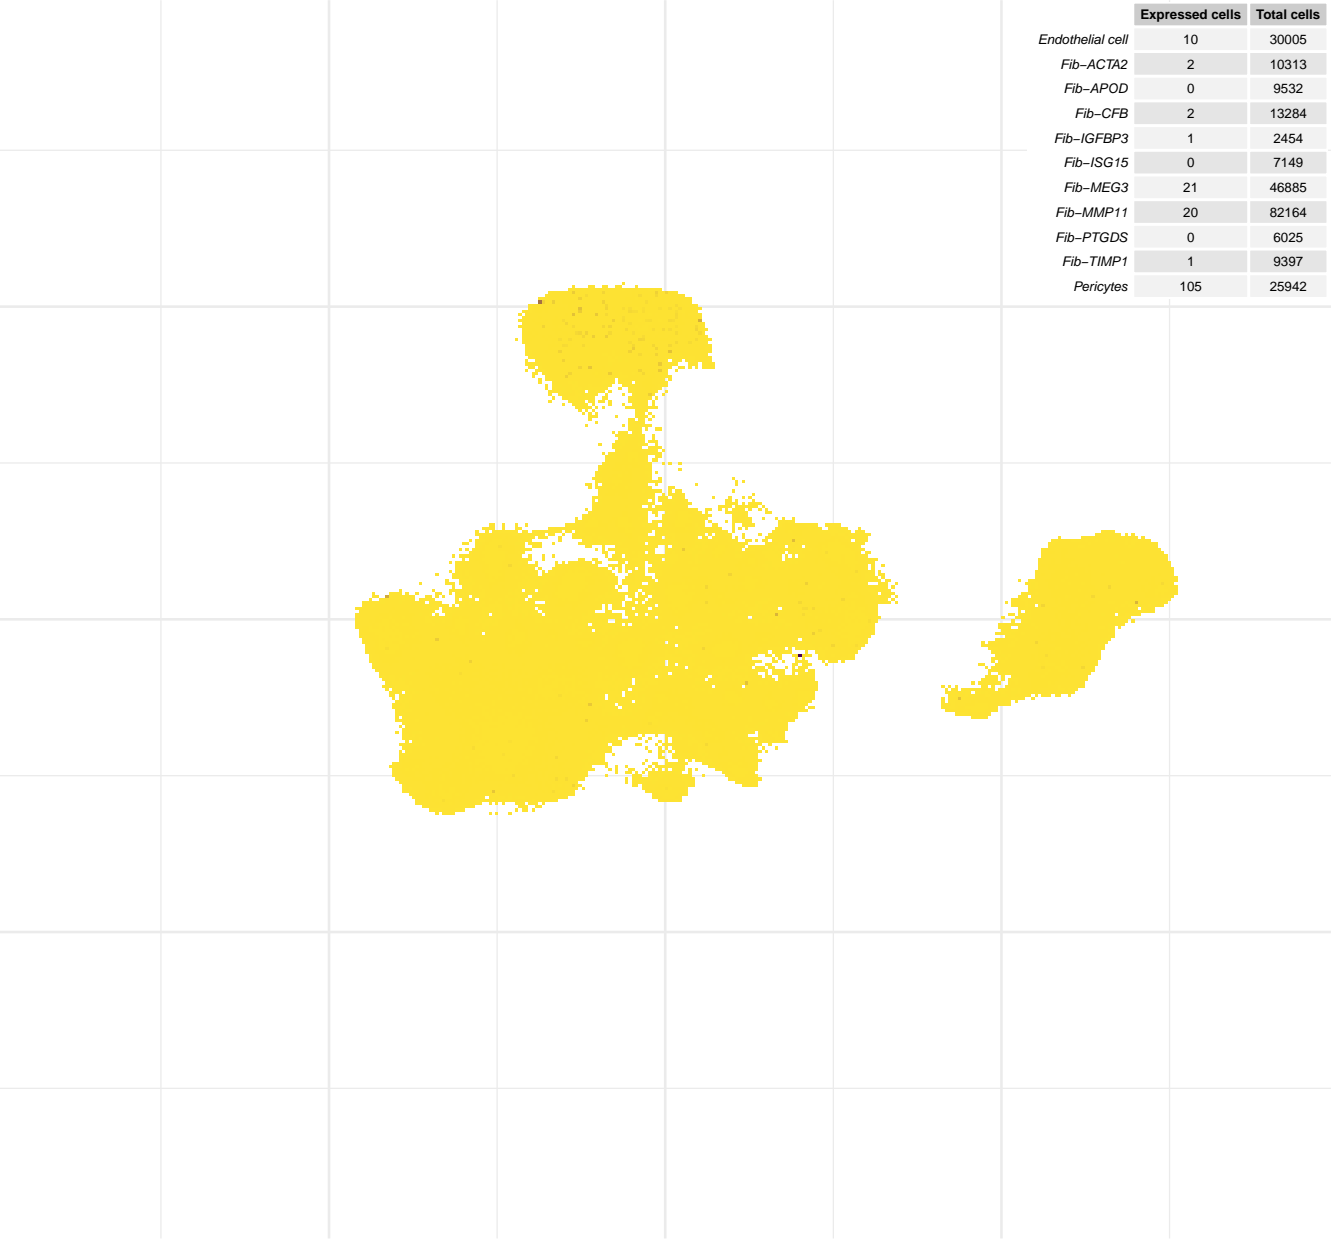 Expressed cells Total cells
Endothelial cell 10 30005
Fib−ACTA2 2 10313
Fib−APOD 0 9532
Fib−CFB 2 13284
Fib−IGFBP3 1 2454
Fib−ISG15 0 7149
Fib−MEG3 21 46885
Fib−MMP11 20 82164
Fib−PTGDS 0 6025
Fib−TIMP1 1 9397
Pericytes 105 25942